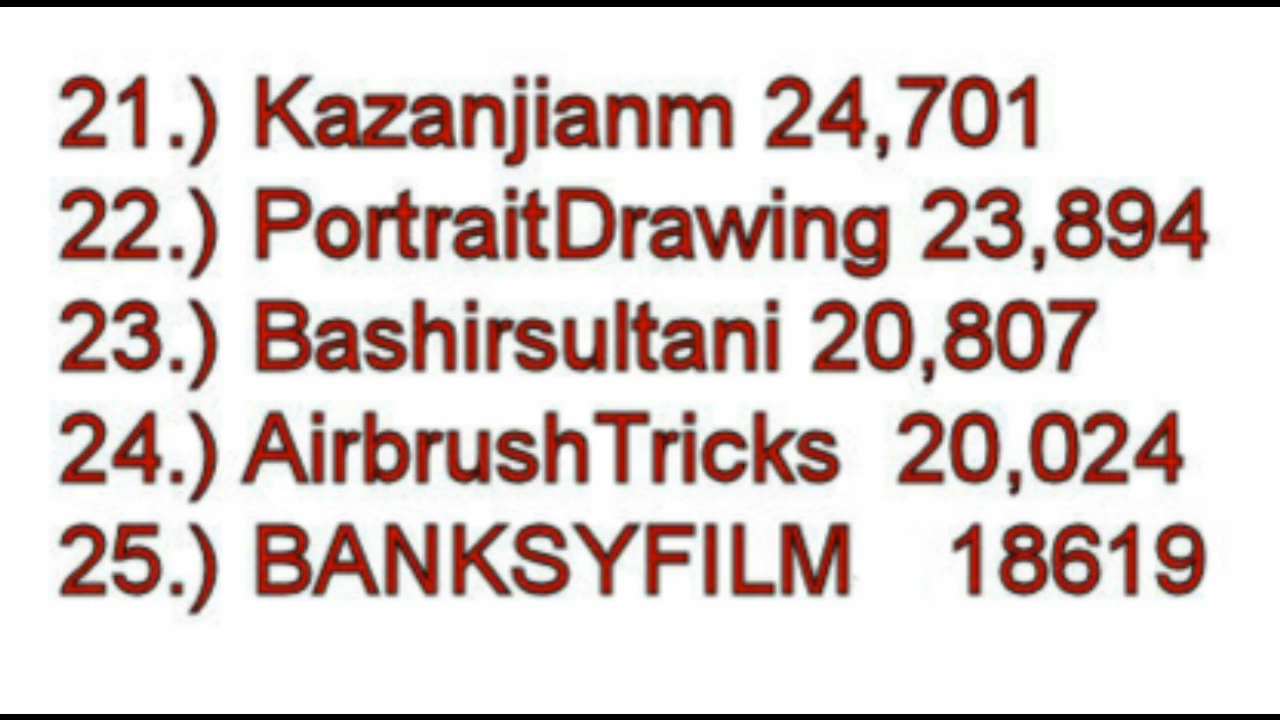 21.) Kazanjianm 24,701
22.) PortraitDrawing 23,894
23.) Bashirsultani 20,807
24.) AirbrushTricks 20,024
25.) BANKSYFILM 18619